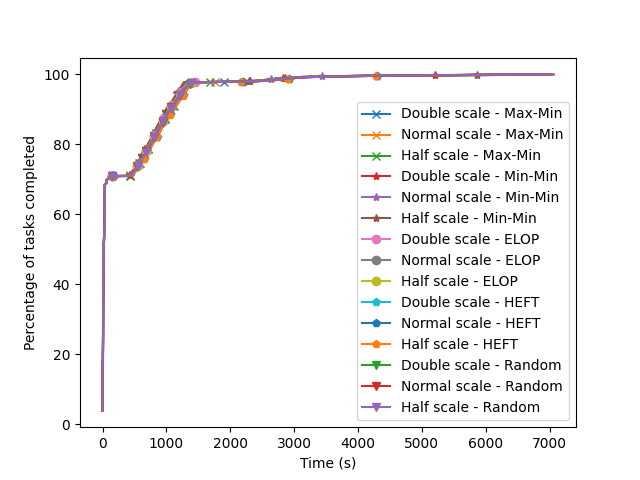 100
80
60
40
20
0
Percentage of tasks completed
Double scale - Max-Min
Normal scale - Max-Min
Half scale - Max-Min
Double scale - Min-Min
Normal scale - Min-Min
Half scale - Min-Min
Double scale - ELOP
Normal scale - ELOP
Half scale - ELOP
Double scale - HEFT
Normal scale - HEFT
Half scale - HEFT
Double scale - Random
Normal scale - Random
Half scale - Random
0 1000 2000 3000 4000 5000 6000 7000
Time (s)